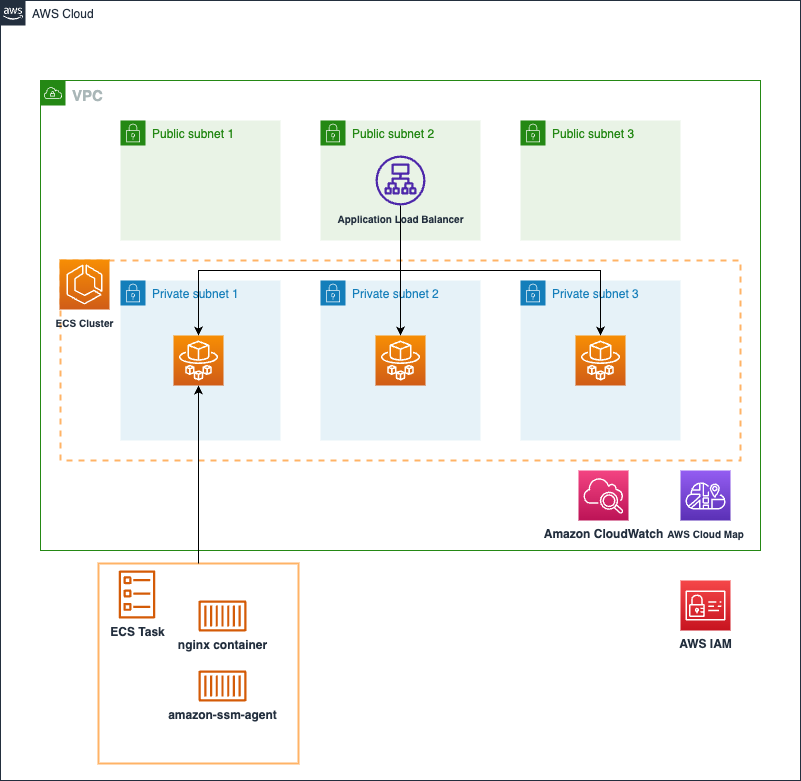 aws
AWS Cloud
VPC
Public subnet 1
Public subnet 2
Public subnet 3
Application Load Balancer
Private subnet 1
Private subnet 2
Private subnet 3
ECS Cluster
Amazon CloudWatch
AWS Cloud Map
ECS Task
nginx container
AWS IAM
amazon-ssm-agent